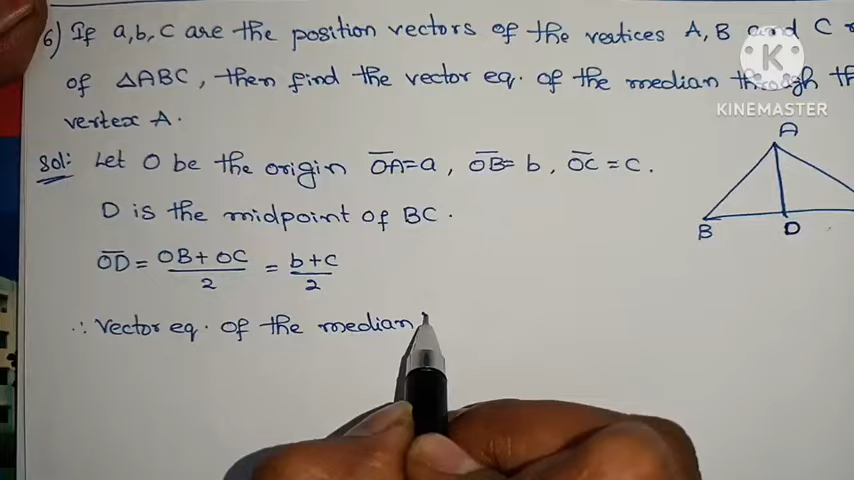 6) If a,b,c are the position vectors of the vertices A, B and C
of △ABC, then find the vector eq. of the median through the
vertex A.
Sol: Let O be the origin OA̅=a, OB̅=b, OC̅=c.
D is the midpoint of BC.
OD̅ = OB+OC/2 = b+c/2
∴ vector eq. of the median
A
B
D
K
KINEMASTER